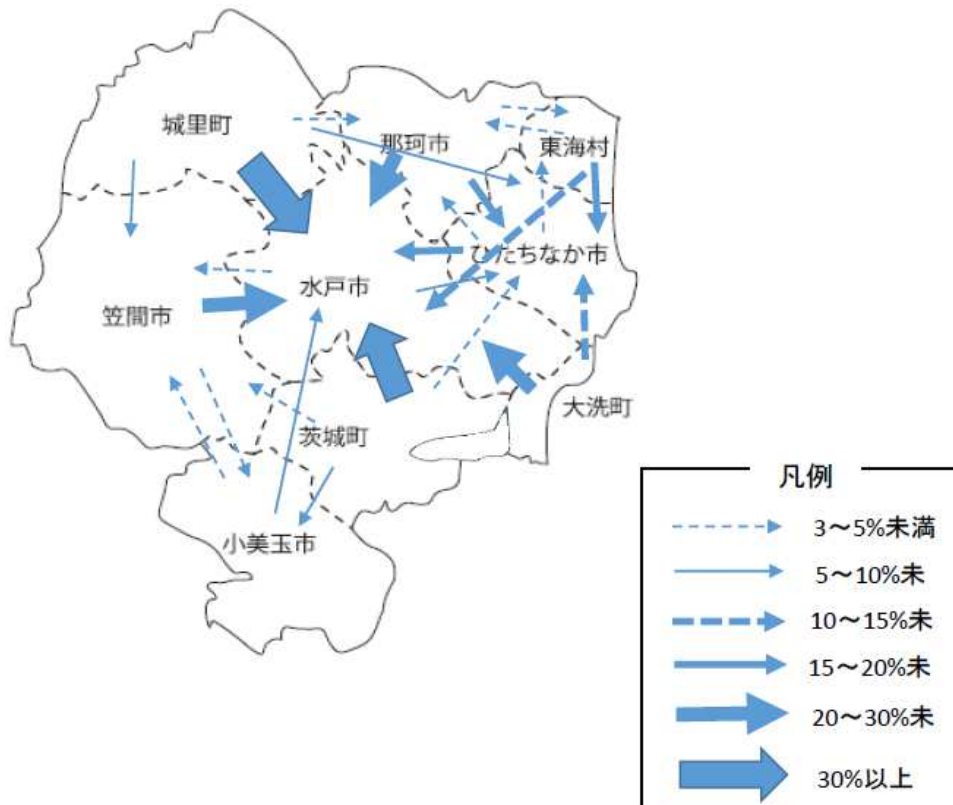 城里町
那珂市
東海村
ひたちなか市
水戸市
笠間市
大洗町
茨城町
小美玉市
凡例
3～5%未満
5～10%未
10～15%未
15～20%未
20～30%未
30%以上